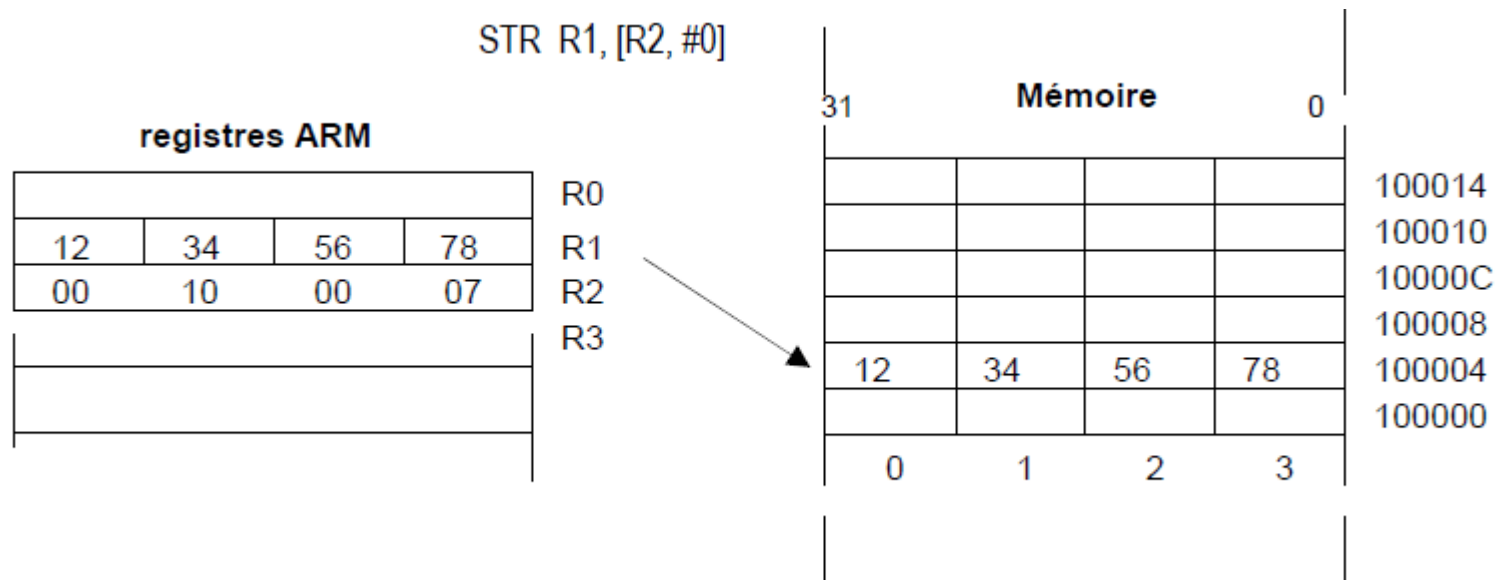 STR R1, [R2, #0]
31 Mémoire 0
registres ARM
R0 100014
12 34 56 78 R1 100010
00 10 00 07 R2 10000C
R3 100008
12 34 56 78 100004
100000
0 1 2 3